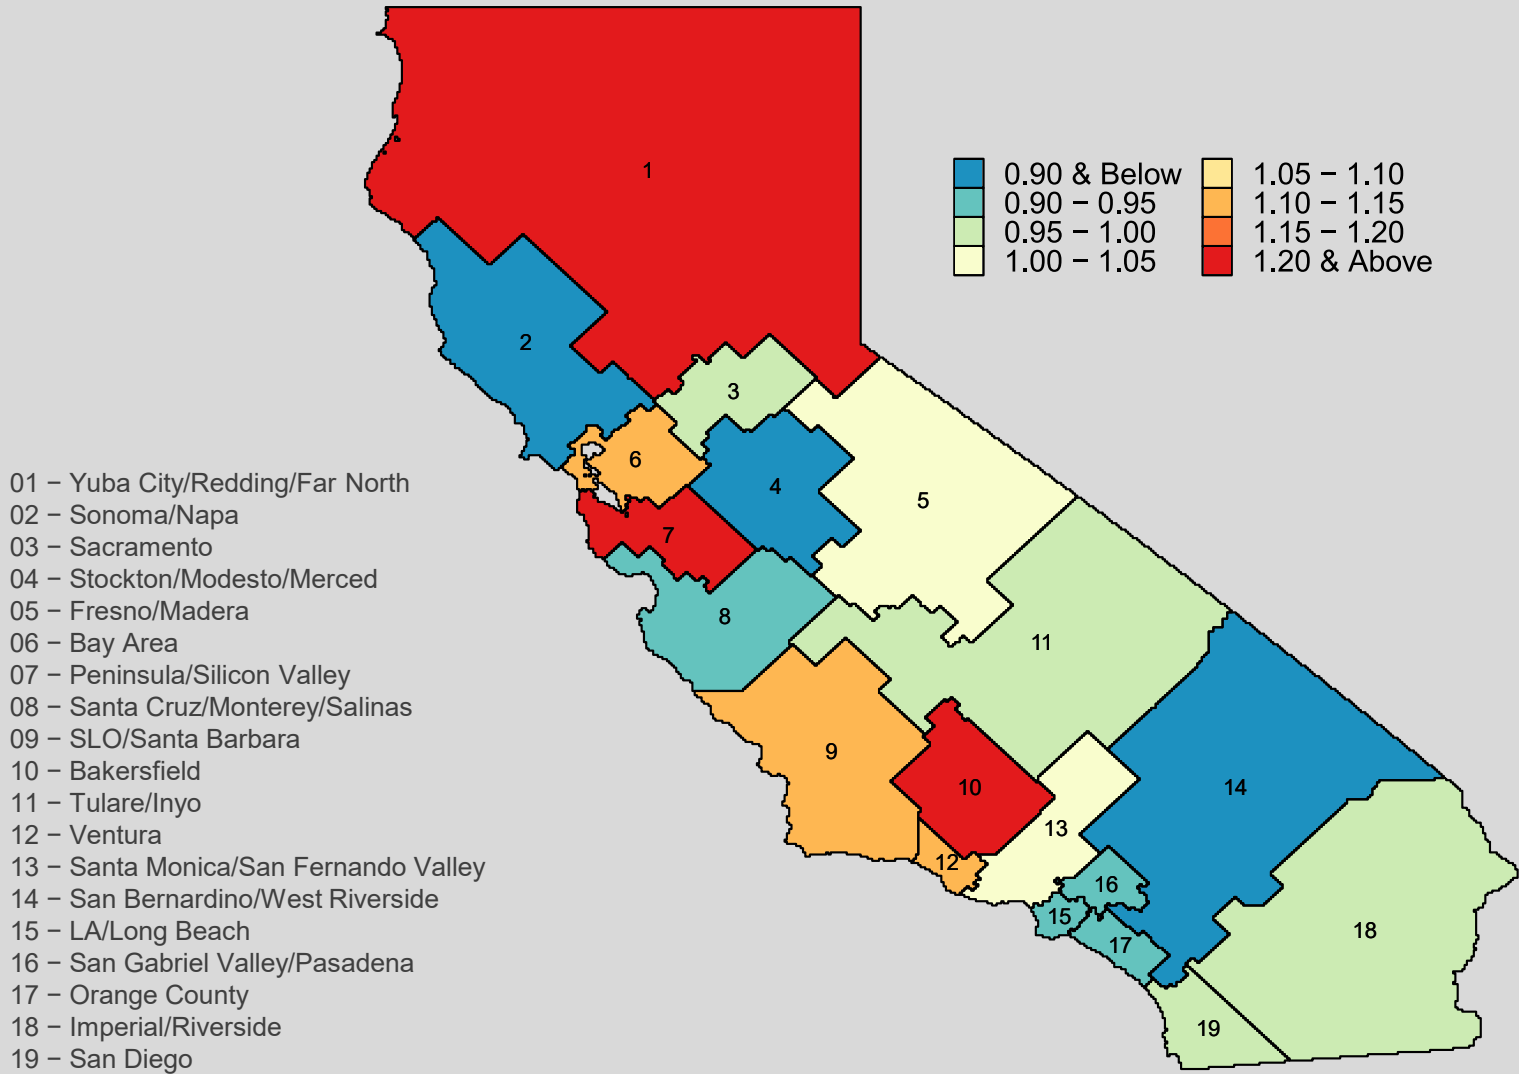 1
0.90 & Below
1.05 − 1.10
0.90 − 0.95
1.10 − 1.15
0.95 − 1.00
1.15 − 1.20
1.00 − 1.05
1.20 & Above
2
3
6
4
5
7
8
11
9
10
14
13
12
16
15
17
18
19
01 − Yuba City/Redding/Far North
02 − Sonoma/Napa
03 − Sacramento
04 − Stockton/Modesto/Merced
05 − Fresno/Madera
06 − Bay Area
07 − Peninsula/Silicon Valley
08 − Santa Cruz/Monterey/Salinas
09 − SLO/Santa Barbara
10 − Bakersfield
11 − Tulare/Inyo
12 − Ventura
13 − Santa Monica/San Fernando Valley
14 − San Bernardino/West Riverside
15 − LA/Long Beach
16 − San Gabriel Valley/Pasadena
17 − Orange County
18 − Imperial/Riverside
19 − San Diego